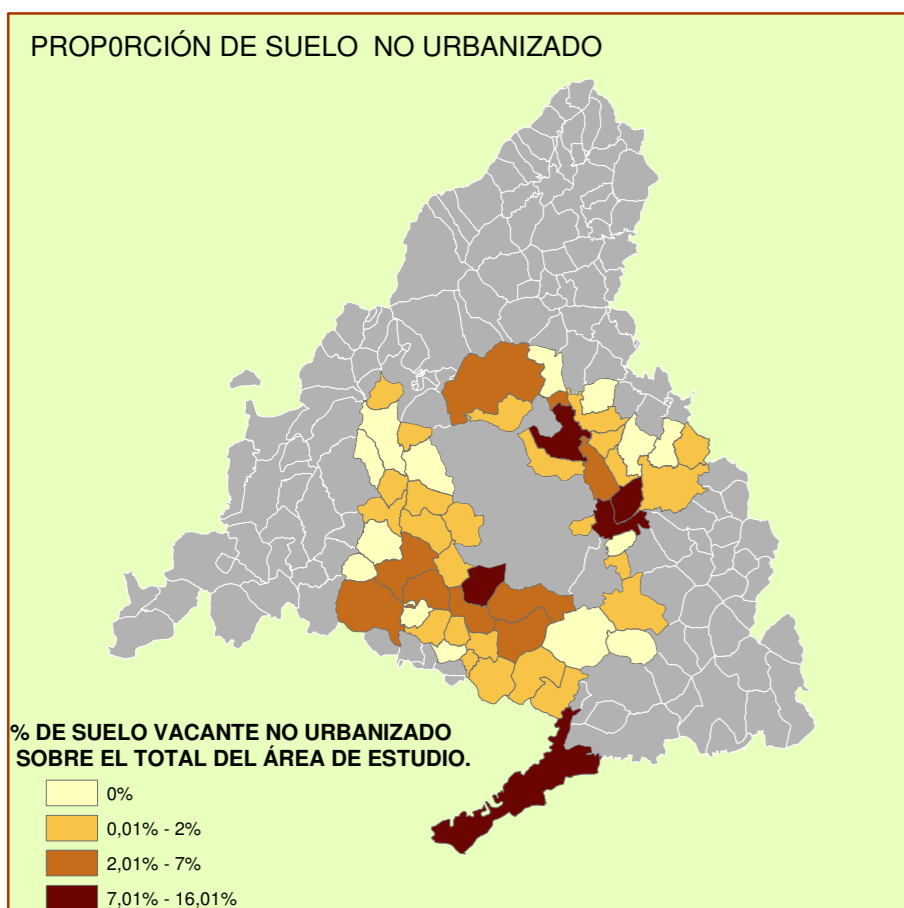 PROP0RCIÓN DE SUELO NO URBANIZADO
% DE SUELO VACANTE NO URBANIZADO
SOBRE EL TOTAL DEL ÁREA DE ESTUDIO.
0%
0,01% - 2%
2,01% - 7%
7,01% - 16,01%